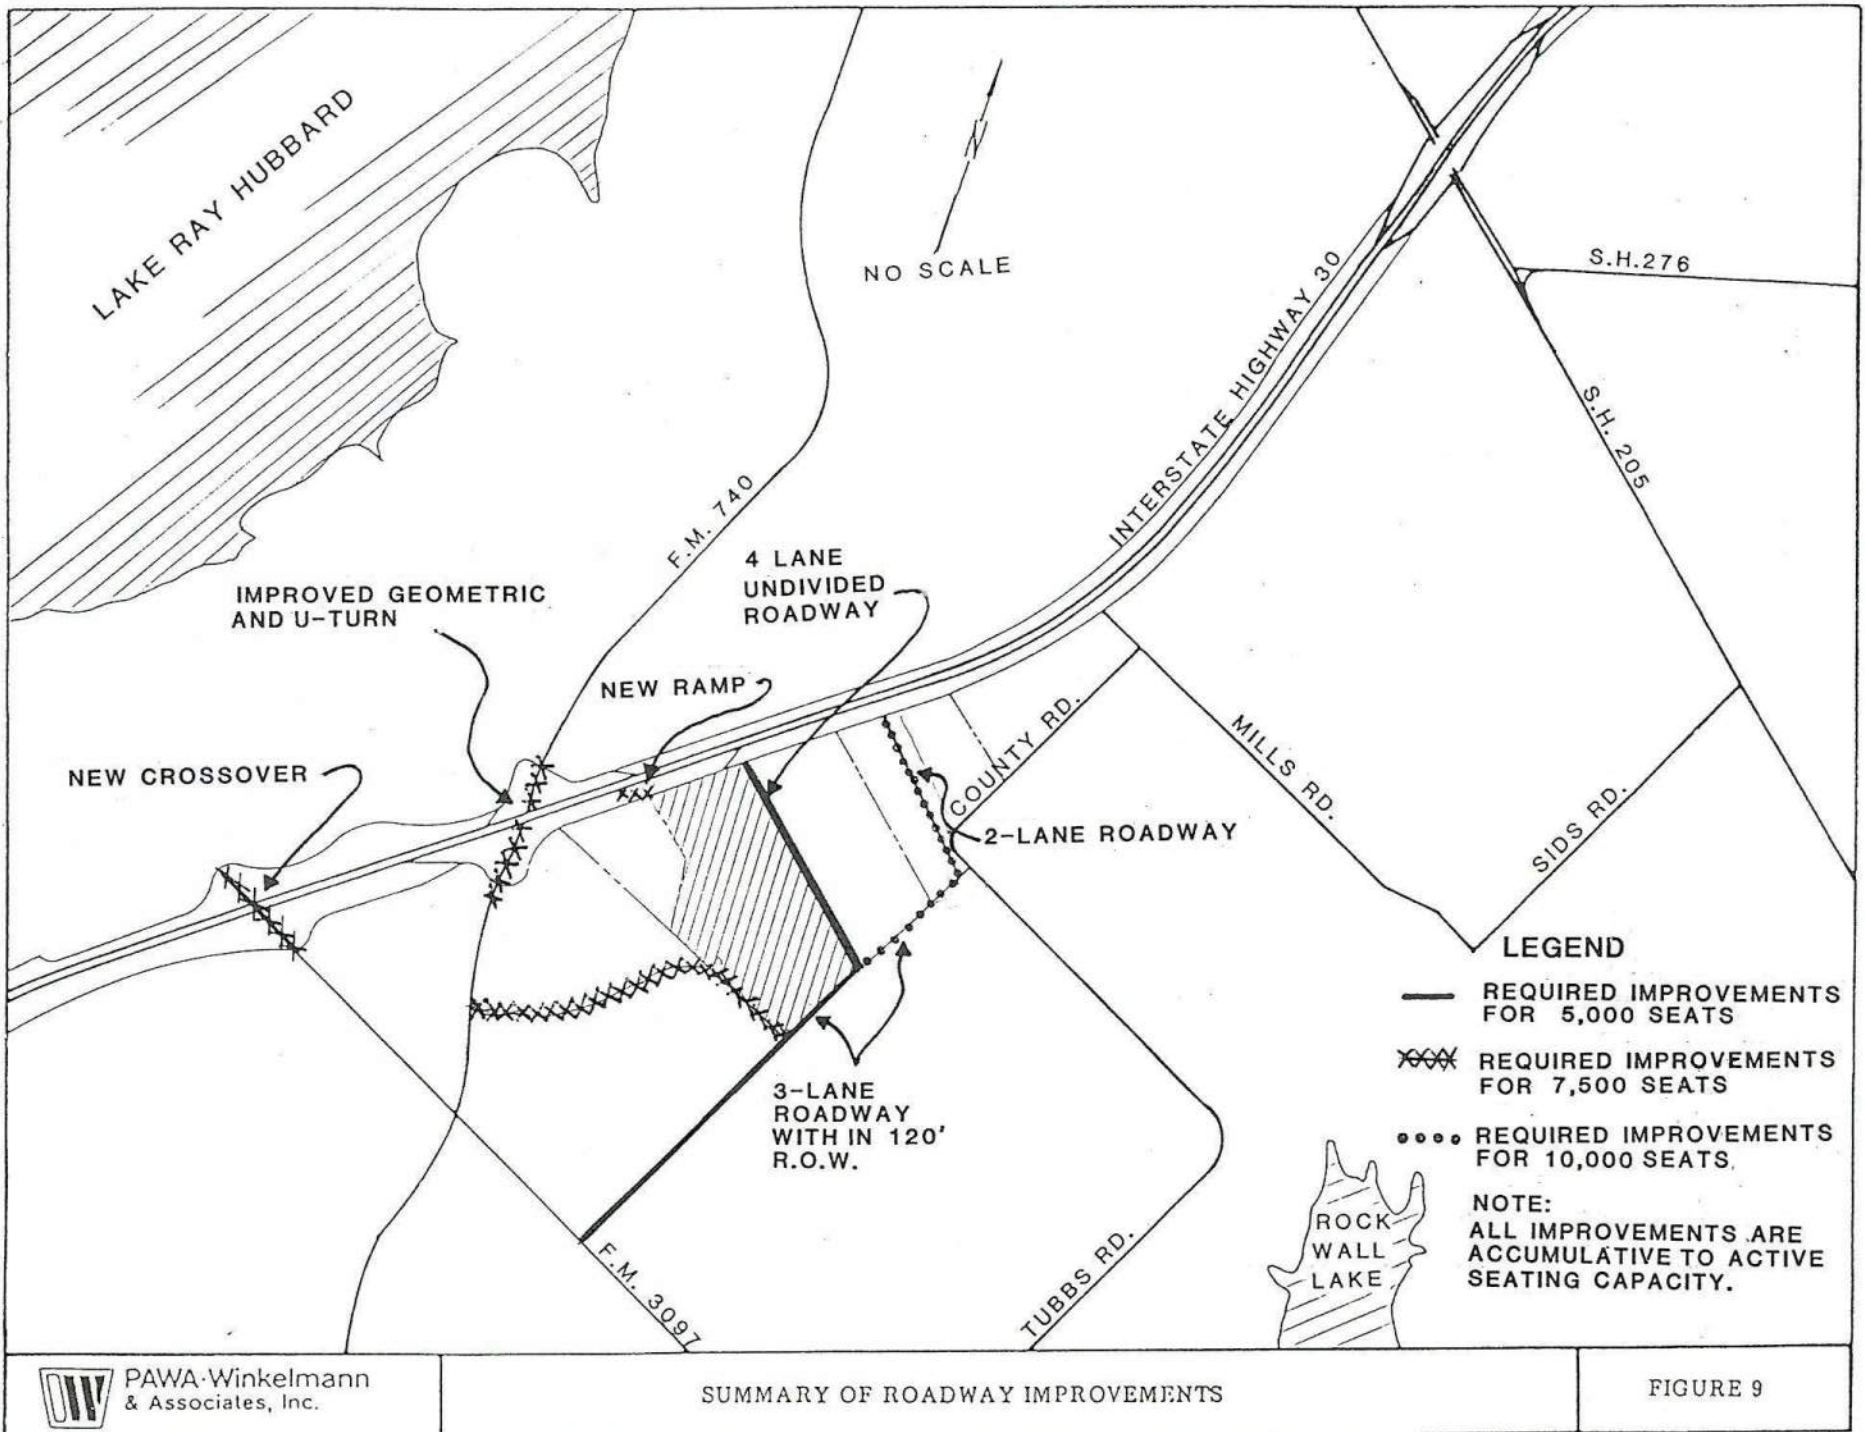 LAKE RAY HUBBARD
N
NO SCALE
S.H.276
INTERSTATE HIGHWAY 30
S.H. 205
F.M. 740
4 LANE
UNDIVIDED
ROADWAY
IMPROVED GEOMETRIC
AND U-TURN
NEW RAMP
NEW CROSSOVER
COUNTY RD.
MILLS RD.
2-LANE ROADWAY
SIDS RD.
3-LANE
ROADWAY
WITH IN 120'
R.O.W.
F.M. 3097
TUBBS RD.
ROCK
WALL
LAKE
LEGEND
REQUIRED IMPROVEMENTS
FOR 5,000 SEATS
REQUIRED IMPROVEMENTS
FOR 7,500 SEATS
REQUIRED IMPROVEMENTS
FOR 10,000 SEATS.
NOTE:
ALL IMPROVEMENTS ARE
ACCUMULATIVE TO ACTIVE
SEATING CAPACITY.
PAWA·Winkelmann
& Associates, Inc.
SUMMARY OF ROADWAY IMPROVEMENTS
FIGURE 9